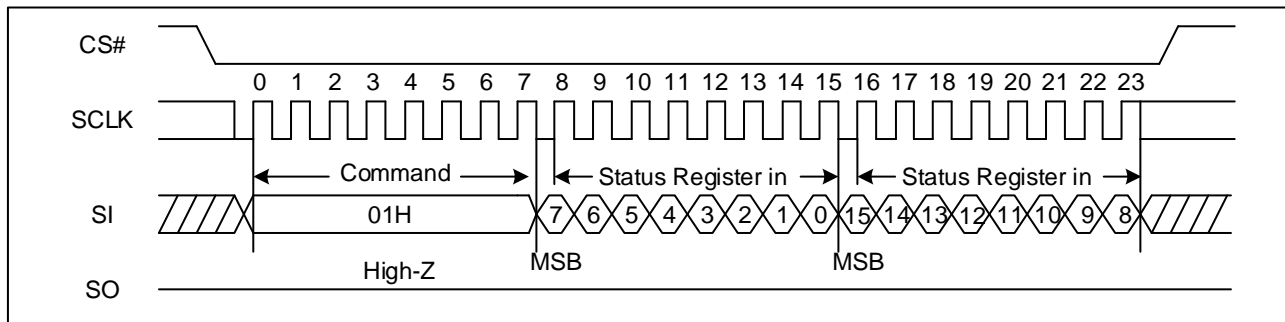 CS#
0 1 2 3 4 5 6 7 8 9 10 11 12 13 14 15 16 17 18 19 20 21 22 23
SCLK
Command Status Register in Status Register in
SI 01H 7 6 5 4 3 2 1 0 15 14 13 12 11 10 9 8
MSB MSB
High-Z
SO